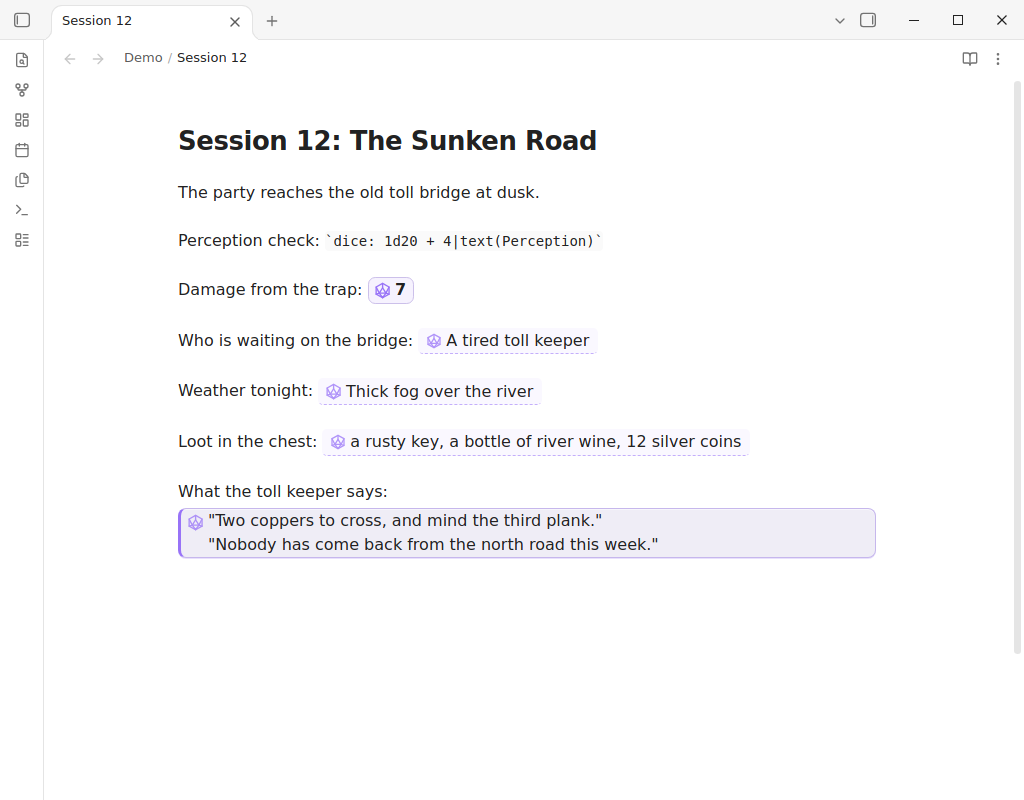 Session 12
Demo / Session 12
Session 12: The Sunken Road
The party reaches the old toll bridge at dusk.
Perception check: `dice: 1d20 + 4|text(Perception)`
Damage from the trap: 7
Who is waiting on the bridge: A tired toll keeper
Weather tonight: Thick fog over the river
Loot in the chest: a rusty key, a bottle of river wine, 12 silver coins
What the toll keeper says:
"Two coppers to cross, and mind the third plank."
"Nobody has come back from the north road this week."